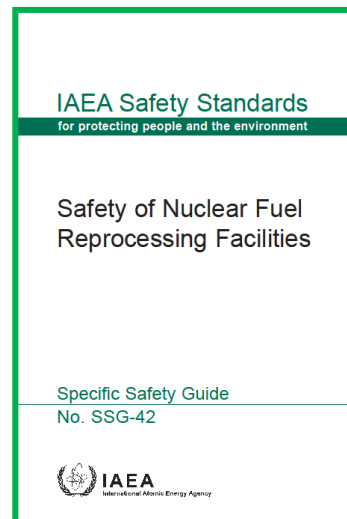 IAEA Safety Standards
for protecting people and the environment
Safety of Nuclear Fuel
Reprocessing Facilities
Specific Safety Guide
No. SSG-42
IAEA
International Atomic Energy Agency